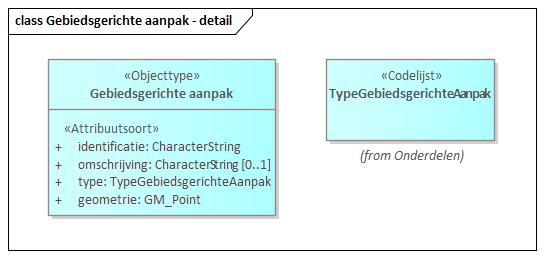 class Gebiedsgerichte aanpak - detail
«Objecttype»
Gebiedsgerichte aanpak
«Attribuutsoort»
+ identificatie: CharacterString
+ omschrijving: CharacterString [0..1]
+ type: TypeGebiedsgerichteAanpak
+ geometrie: GM_Point
«Codelijst»
TypeGebiedsgerichteAanpak
(from Onderdelen)